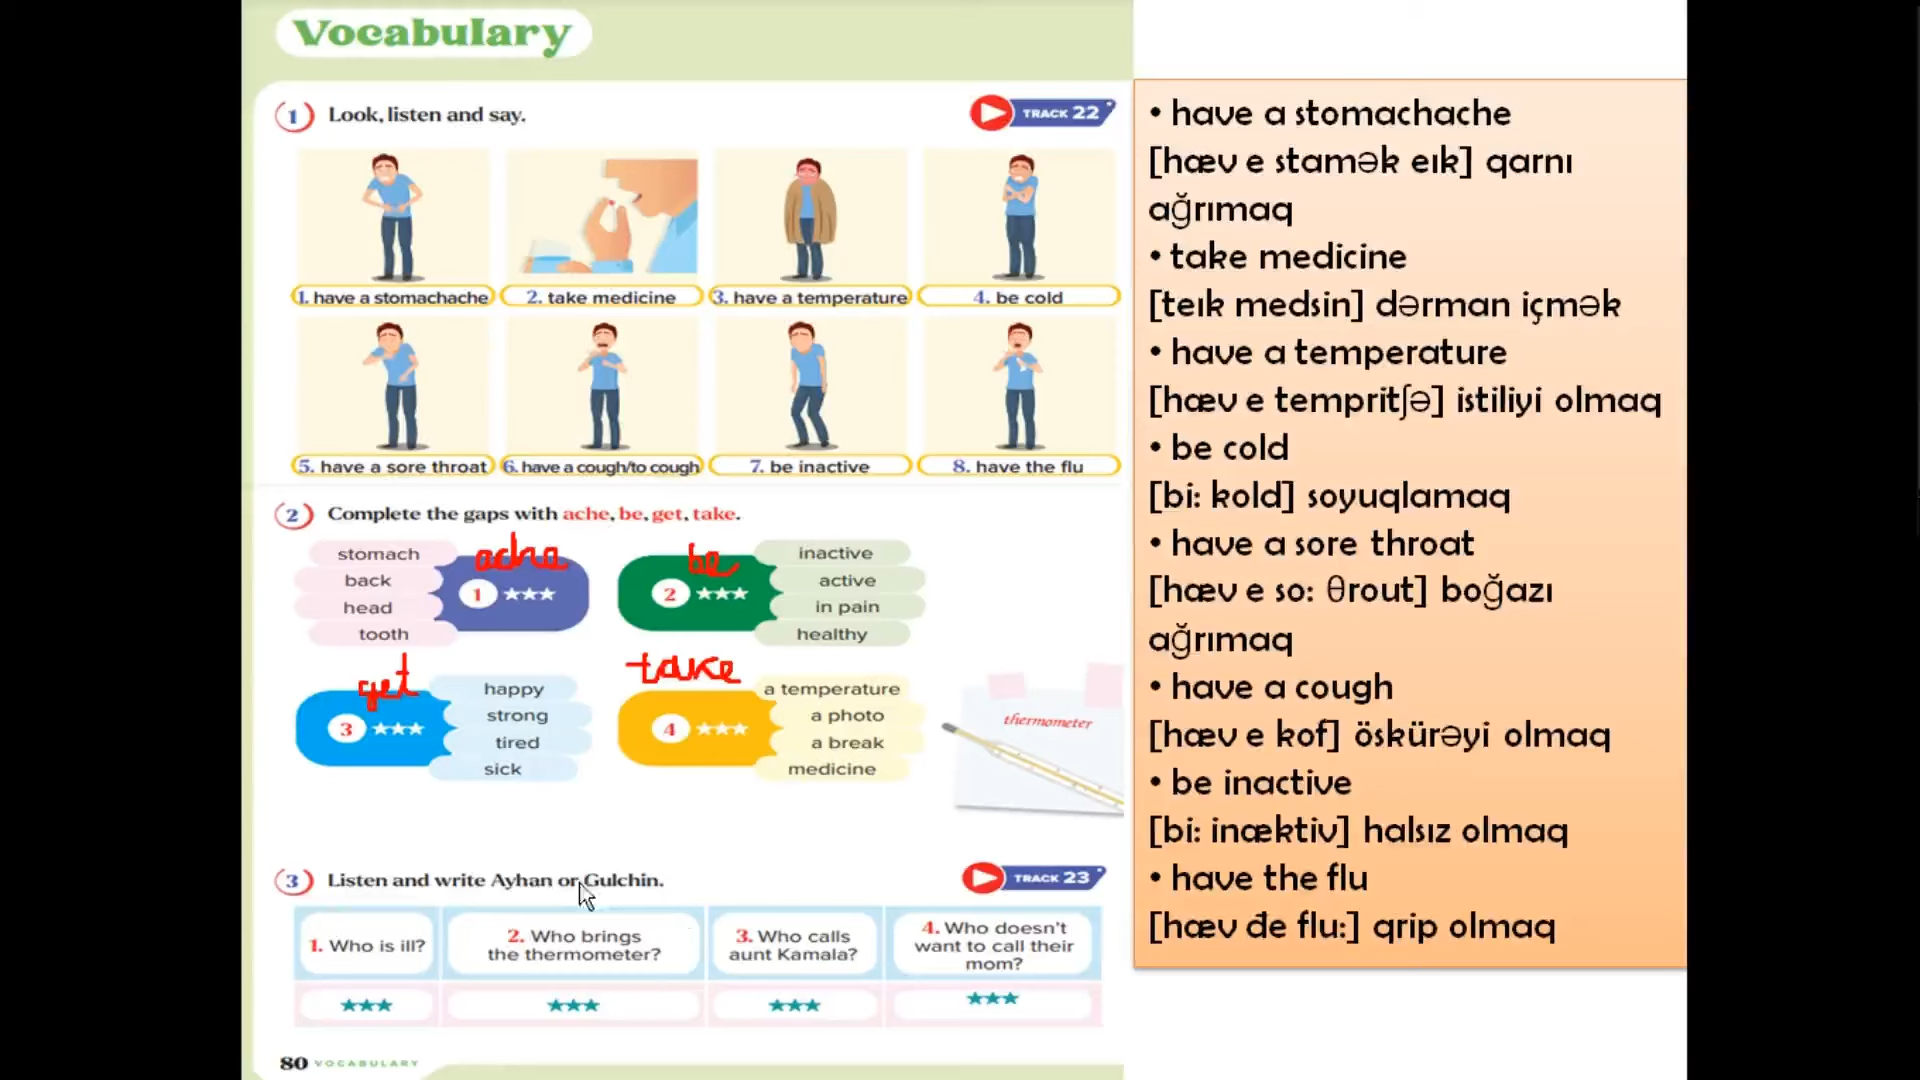 Vocabulary
1 Look, listen and say.
TRACK 22
1. have a stomachache
2. take medicine
3. have a temperature
4. be cold
5. have a sore throat
6. have a cough/to cough
7. be inactive
8. have the flu
2 Complete the gaps with ache, be, get, take.
stomach
back
head
tooth
ache
1 ★★★
be
2 ★★★
inactive
active
in pain
healthy
get
3 ★★★
happy
strong
tired
sick
take
4 ★★★
a temperature
a photo
a break
medicine
thermometer
3 Listen and write Ayhan or Gulchin.
TRACK 23
1. Who is ill?
2. Who brings
the thermometer?
3. Who calls
aunt Kamala?
4. Who doesn't
want to call their
mom?
★★★
★★★
★★★
★★★
80 VOCABULARY
• have a stomachache
[hæv e stamək eık] qarnı
ağrımaq
• take medicine
[teık medsin] dərman içmək
• have a temperature
[hæv e tempritʃə] istiliyi olmaq
• be cold
[bi: kold] soyuqlamaq
• have a sore throat
[hæv e so: θrout] boğazı
ağrımaq
• have a cough
[hæv e kof] öskürəyi olmaq
• be inactive
[bi: inæktiv] halsız olmaq
• have the flu
[hæv đe flu:] qrip olmaq